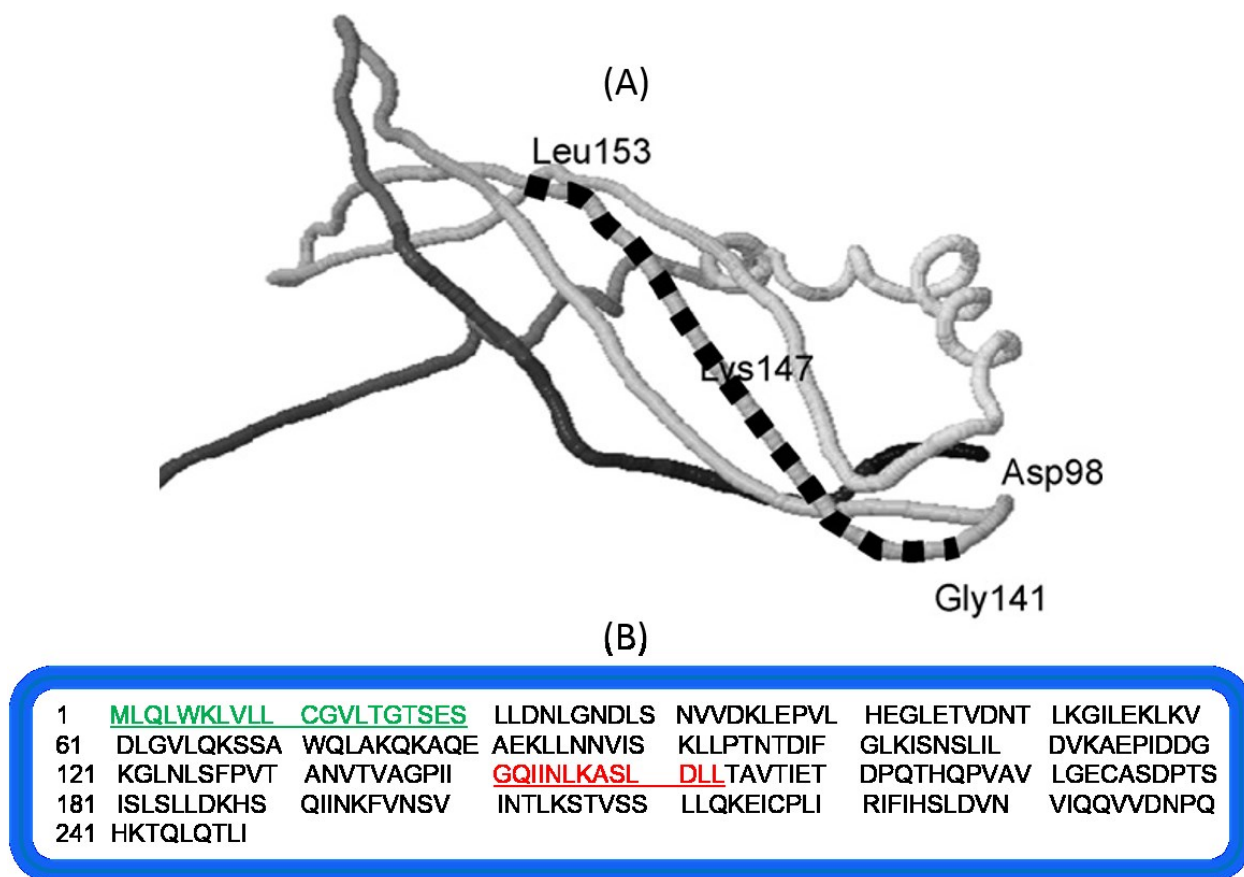 (A)
Leu153
Lys147
Asp98
Gly141
(B)
1 MLQLWKLVLL CGVLTGTSES LLDNLGNDLS NVVDKLEPVL HEGLETVDNT LKGILEKLKV
61 DLGVLQKSSA WQLAKQKAQE AEKLLNNVIS KLLPTNTDIF GLKISNSLIL DVKAEPIDDG
121 KGLNLSFPVT ANVTVAGPII GQIINLKASL DLLTAVTIET DPQTHQPVAV LGECASDPTS
181 ISLSLLDKHS QIINKFVNSV INTLKSTVSS LLQKEICPLI RIFIHSLDVN VIQQVVDNPQ
241 HKTQLQTLI